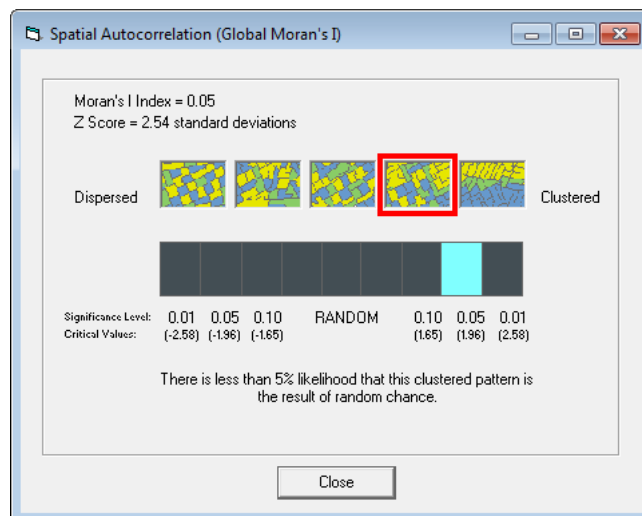 Spatial Autocorrelation (Global Moran's I)
Moran's I Index = 0.05
Z Score = 2.54 standard deviations
Dispersed
Clustered
Significance Level: 0.01 0.05 0.10 RANDOM 0.10 0.05 0.01
Critical Values: (-2.58) (-1.96) (-1.65) (1.65) (1.96) (2.58)
There is less than 5% likelihood that this clustered pattern is
the result of random chance.
Close